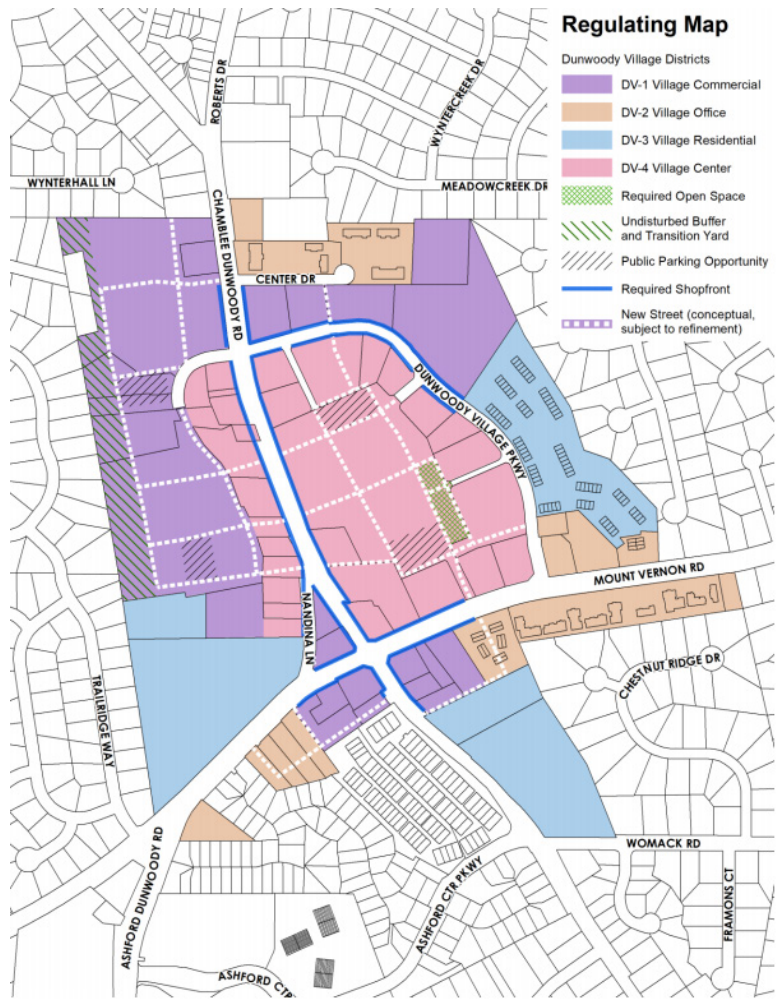 Regulating Map
Dunwoody Village Districts
DV-1 Village Commercial
DV-2 Village Office
DV-3 Village Residential
DV-4 Village Center
Required Open Space
Undisturbed Buffer
and Transition Yard
Public Parking Opportunity
Required Shopfront
New Street (conceptual,
subject to refinement)
ROBERTS DR
WYNTERCREEK DR
WYNTERHALL LN
MEADOWCREEK DR
CHAMBLEE DUNWOODY RD
CENTER DR
DUNWOODY VILLAGE PKWY
MOUNT VERNON RD
NANDINA LN
CHESTNUT RIDGE DR
TRAILRIDGE WAY
WOMACK RD
ASHFORD DUNWOODY RD
ASHFORD CTR PKWY
FRAMONS CT
ASHFORD CTR